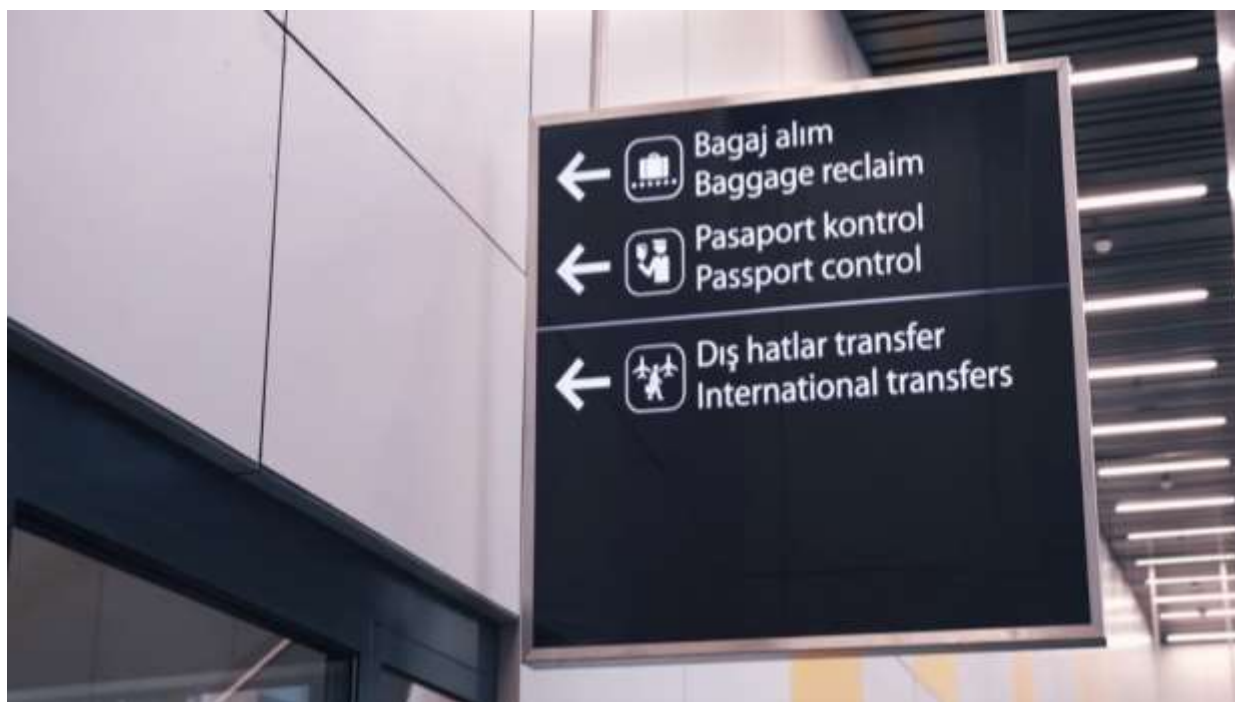 Bagaj alım
Baggage reclaim
Pasaport kontrol
Passport control
Dış hatlar transfer
International transfers